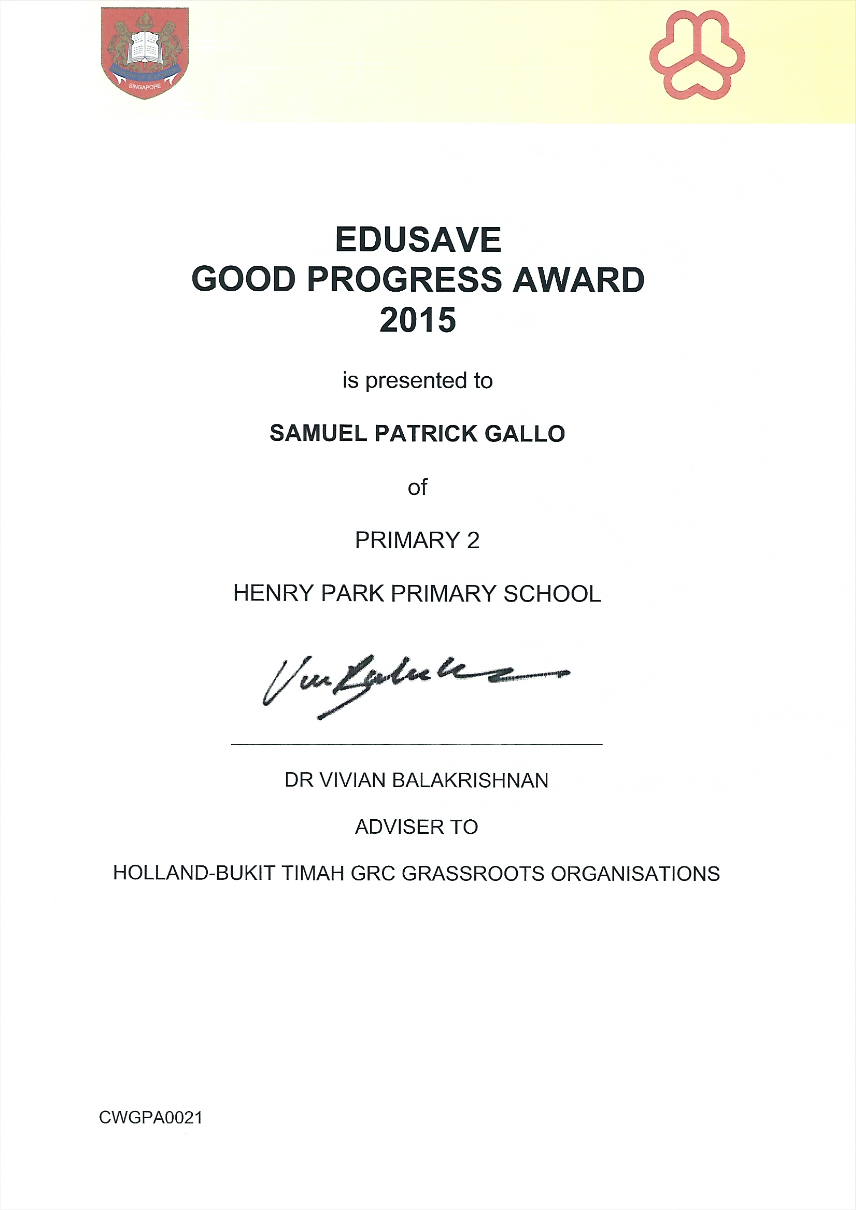 SINGAPORE
EDUSAVE
GOOD PROGRESS AWARD
2015
is presented to
SAMUEL PATRICK GALLO
of
PRIMARY 2
HENRY PARK PRIMARY SCHOOL
DR VIVIAN BALAKRISHNAN
ADVISER TO
HOLLAND-BUKIT TIMAH GRC GRASSROOTS ORGANISATIONS
CWGPA0021